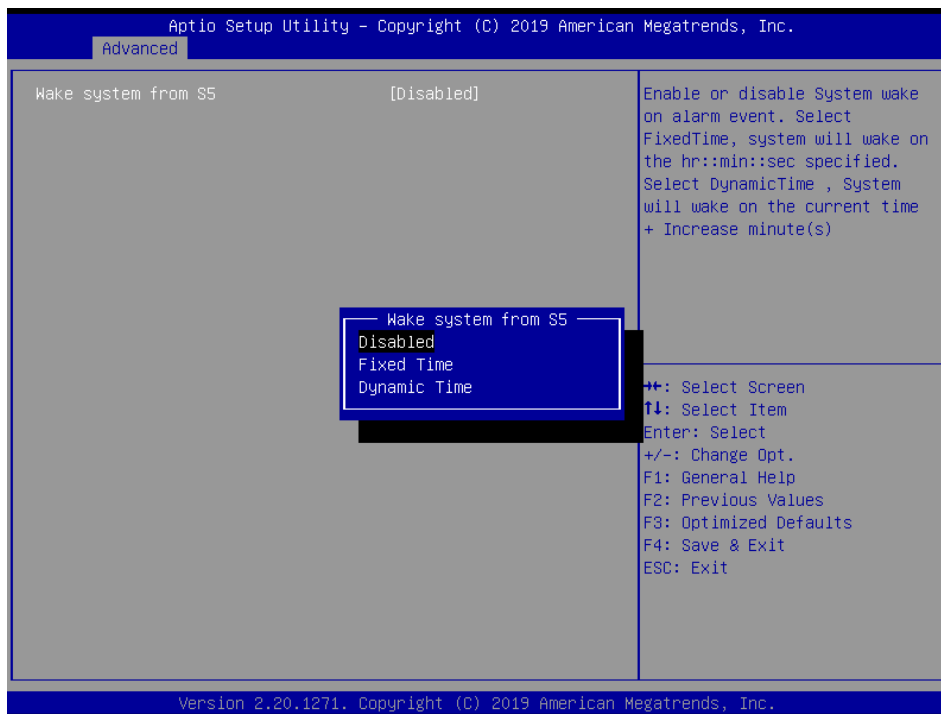 Aptio Setup Utility – Copyright (C) 2019 American Megatrends, Inc.
Advanced
Wake system from S5 [Disabled]
Enable or disable System wake
on alarm event. Select
FixedTime, system will wake on
the hr::min::sec specified.
Select DynamicTime , System
will wake on the current time
+ Increase minute(s)
Wake system from S5
Disabled
Fixed Time
Dynamic Time
→←: Select Screen
↑↓: Select Item
Enter: Select
+/-: Change Opt.
F1: General Help
F2: Previous Values
F3: Optimized Defaults
F4: Save & Exit
ESC: Exit
Version 2.20.1271. Copyright (C) 2019 American Megatrends, Inc.